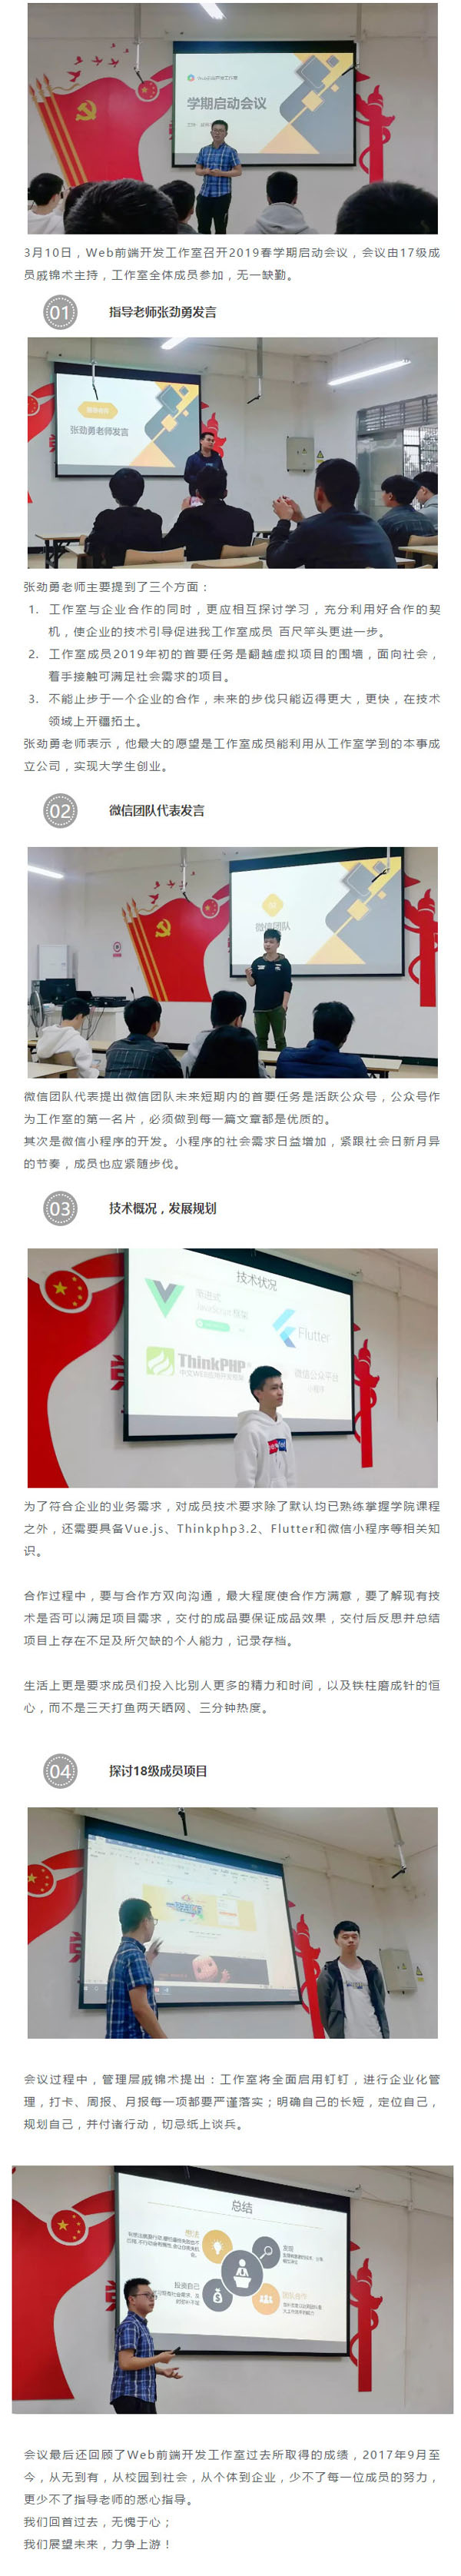 学期启动会议
3月10日，Web前端开发工作室召开2019春学期启动会议，会议由17级成
员戚锦术主持，工作室全体成员参加，无一缺勤。
01 指导老师张劲勇发言
张劲勇老师发言
张劲勇老师主要提到了三个方面：
1. 工作室与企业合作的同时，更应相互探讨学习，充分利用好合作的契
机，使企业的技术引导促进我工作室成员 百尺竿头更进一步。
2. 工作室成员2019年初的首要任务是翻越虚拟项目的围墙，面向社会，
着手接触可满足社会需求的项目。
3. 不能止步于一个企业的合作，未来的步伐只能迈得更大，更快，在技术
领域上开疆拓土。
张劲勇老师表示，他最大的愿望是工作室成员能利用从工作室学到的本事成
立公司，实现大学生创业。
02 微信团队代表发言
微信团队
微信团队代表提出微信团队未来短期内的首要任务是活跃公众号，公众号作
为工作室的第一名片，必须做到每一篇文章都是优质的。
其次是微信小程序的开发。小程序的社会需求日益增加，紧跟社会日新月异
的节奏，成员也应紧随步伐。
03 技术概况，发展规划
技术状况
渐进式
JavaScript 框架
Flutter
ThinkPHP
微信公众平台
小程序
为了符合企业的业务需求，对成员技术要求除了默认均已熟练掌握学院课程
之外，还需要具备Vue.js、Thinkphp3.2、Flutter和微信小程序等相关知
识。
合作过程中，要与合作方双向沟通，最大程度使合作方满意，要了解现有技
术是否可以满足项目需求，交付的成品要保证成品效果，交付后反思并总结
项目上存在不足及所欠缺的个人能力，记录存档。
生活上更是要求成员们投入比别人更多的精力和时间，以及铁柱磨成针的恒
心，而不是三天打鱼两天晒网、三分钟热度。
04 探讨18级成员项目
会议过程中，管理层戚锦术提出：工作室将全面启用钉钉，进行企业化管
理，打卡、周报、月报每一项都要严谨落实；明确自己的长短，定位自己，
规划自己，并付诸行动，切忌纸上谈兵。
总结
投资自己
会议最后还回顾了Web前端开发工作室过去所取得的成绩，2017年9月至
今，从无到有，从校园到社会，从个体到企业，少不了每一位成员的努力，
更少不了指导老师的悉心指导。
我们回首过去，无愧于心；
我们展望未来，力争上游！